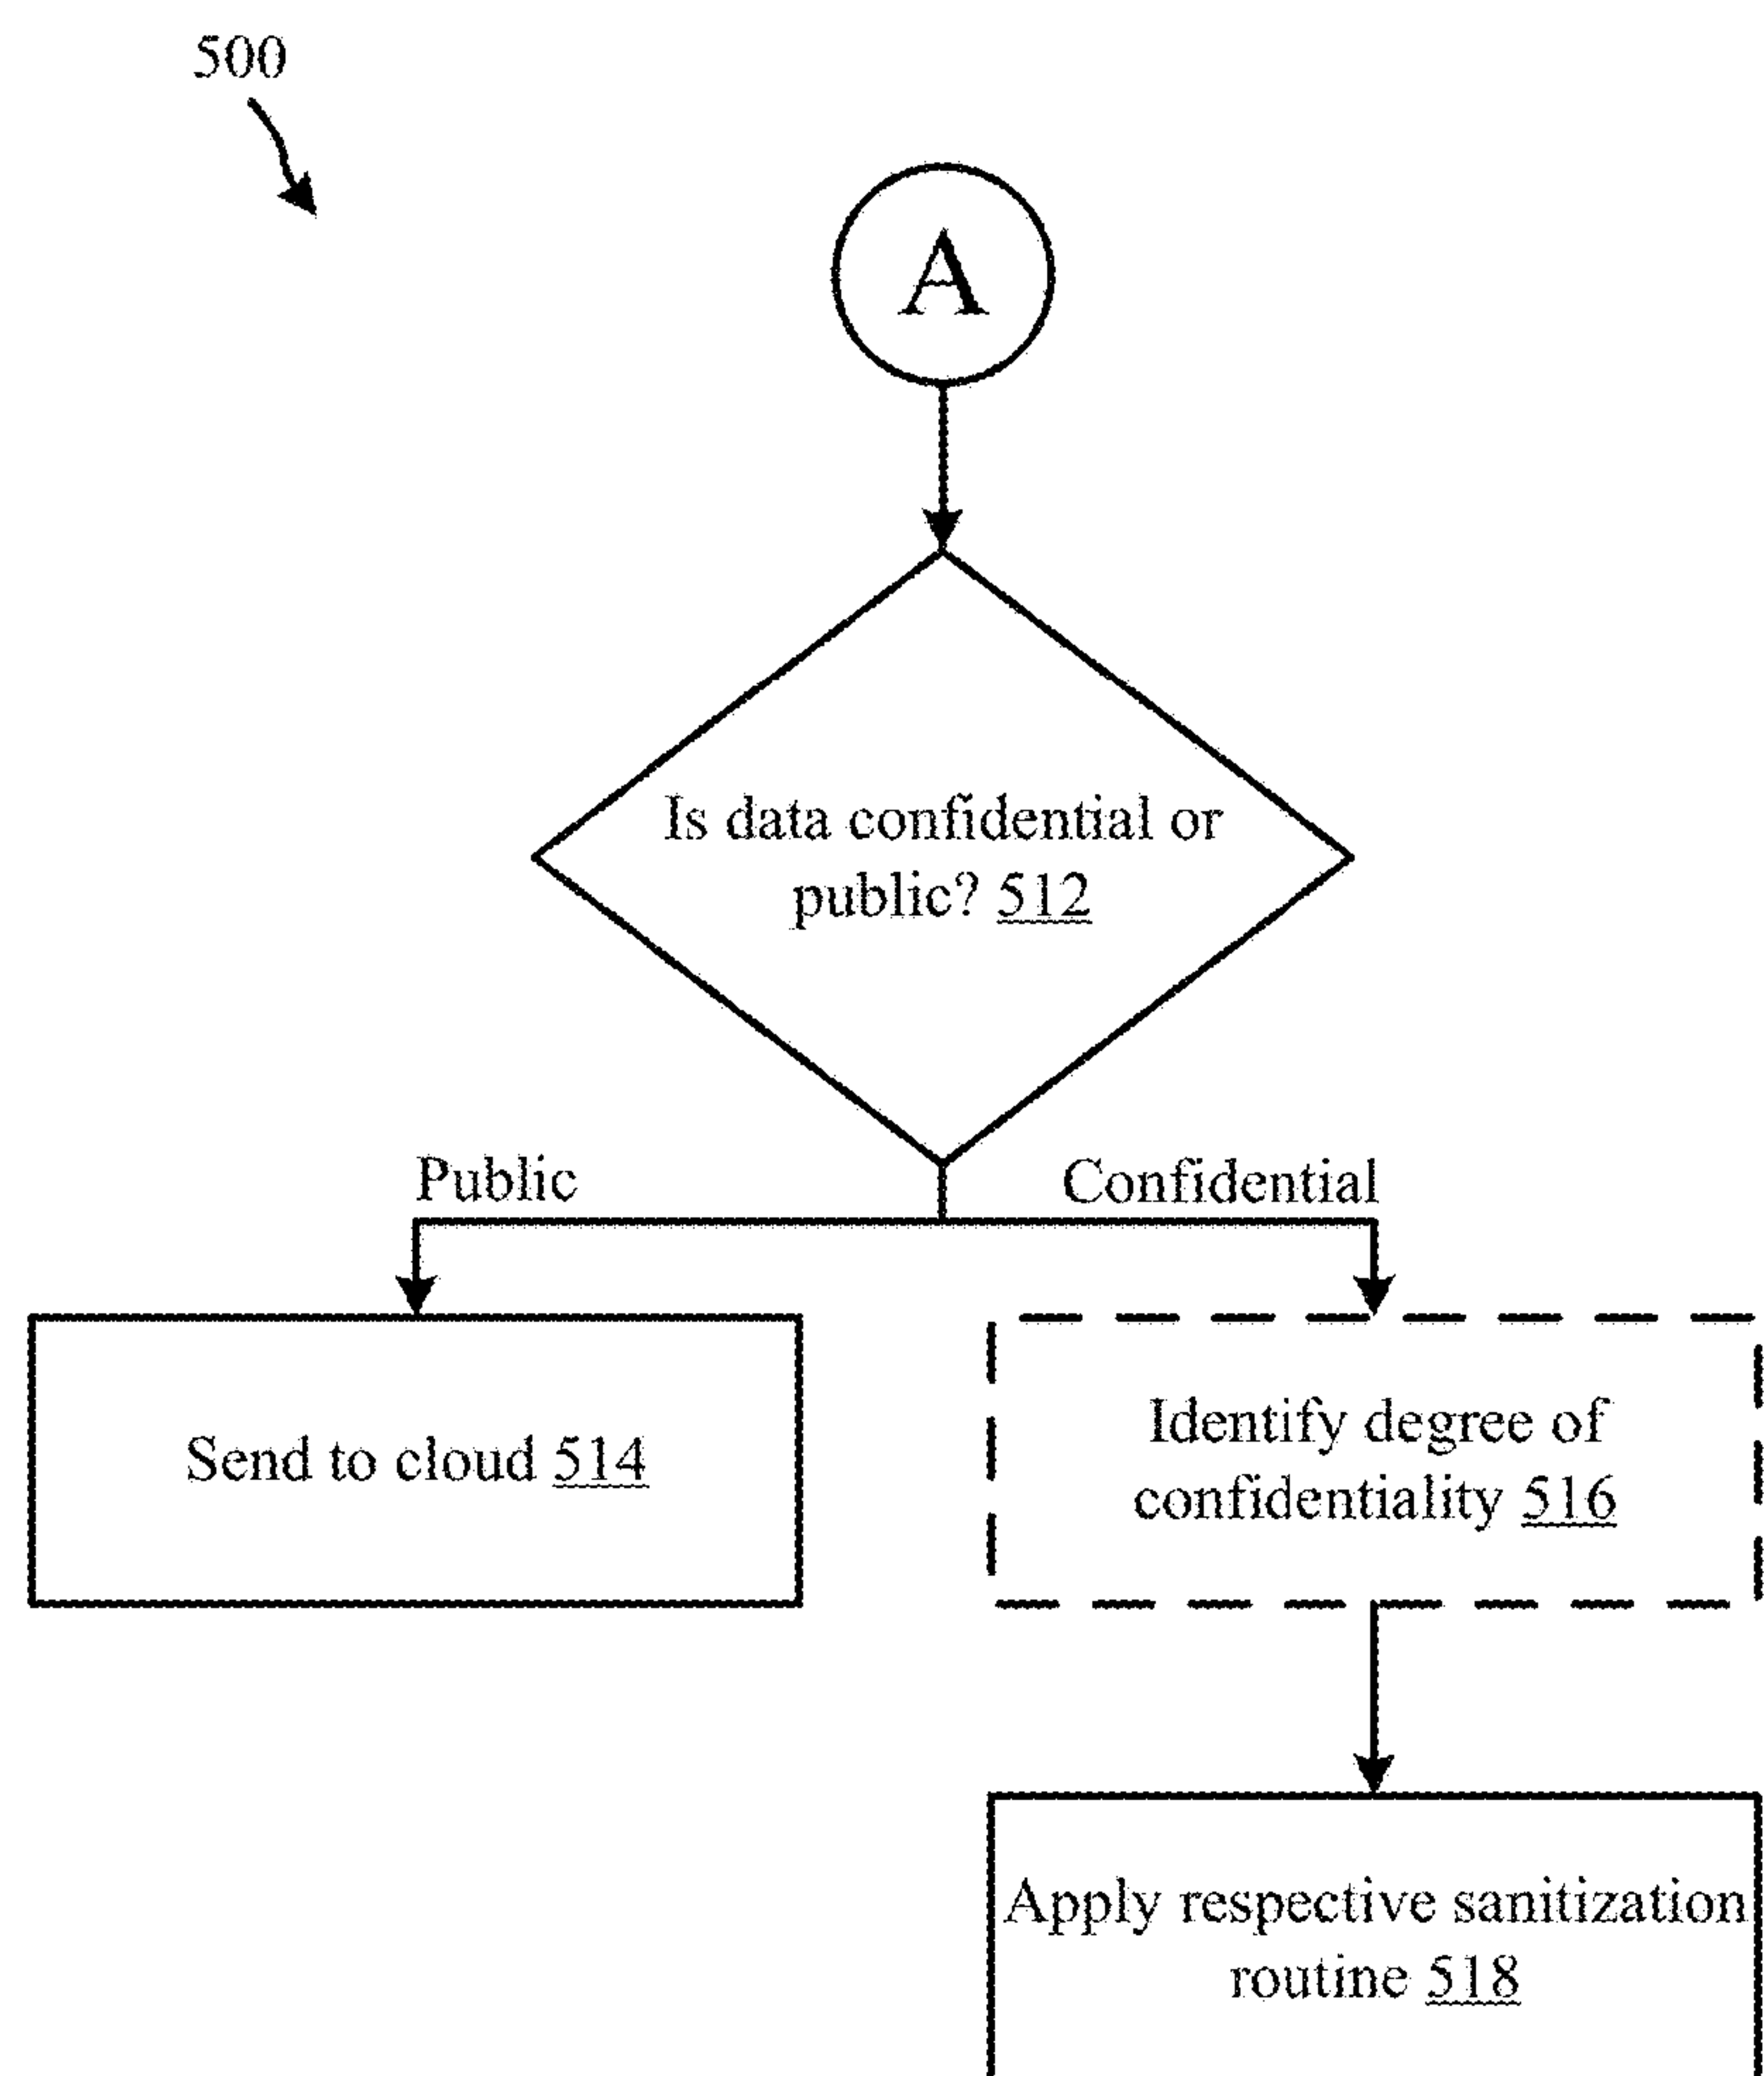 500
A
Is data confidential or
public? 512
Public
Confidential
Send to cloud 514
Identify degree of
confidentiality 516
Apply respective sanitization
routine 518